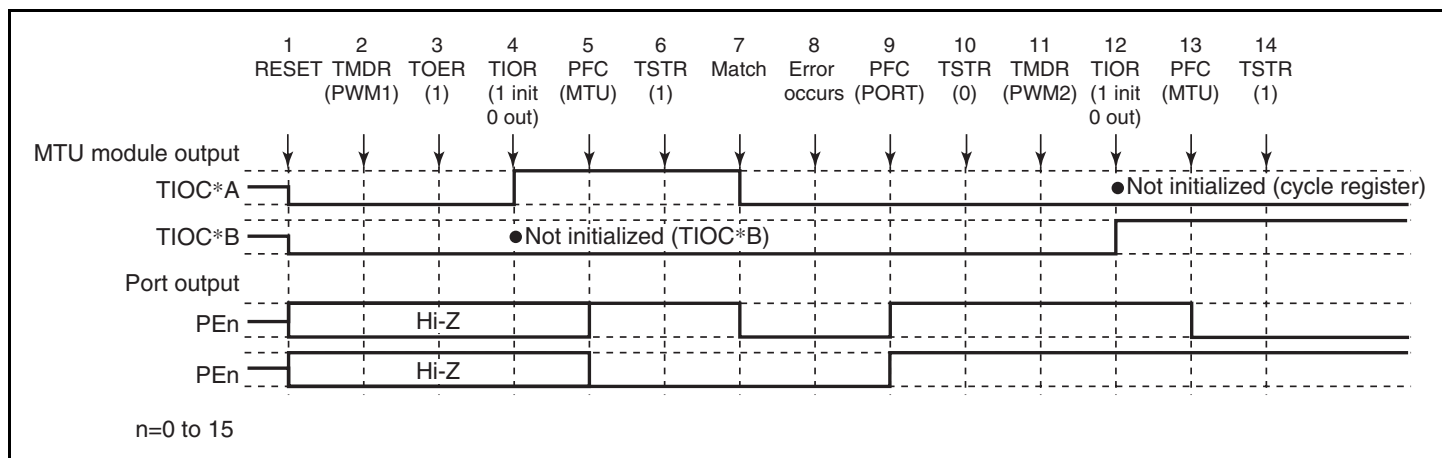 1 2 3 4 5 6 7 8 9 10 11 12 13 14
RESET TMDR TOER TIOR PFC TSTR Match Error PFC TSTR TMDR TIOR PFC TSTR
(PWM1) (1) (1 init (MTU) (1) occurs (PORT) (0) (PWM2) (1 init (MTU) (1)
0 out) 0 out)
MTU module output
TIOC*A ●Not initialized (cycle register)
TIOC*B ●Not initialized (TIOC*B)
Port output
PEn Hi-Z
PEn Hi-Z
n=0 to 15